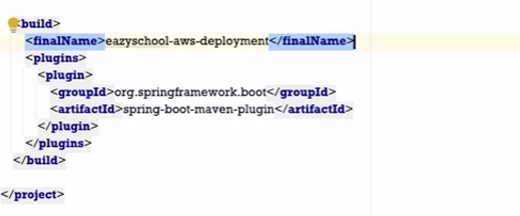 <build>
<finalName>eazyschool-aws-deployment</finalName>
<plugins>
<plugin>
<groupId>org.springframework.boot</groupId>
<artifactId>spring-boot-maven-plugin</artifactId>
</plugin>
</plugins>
</build>
</project>